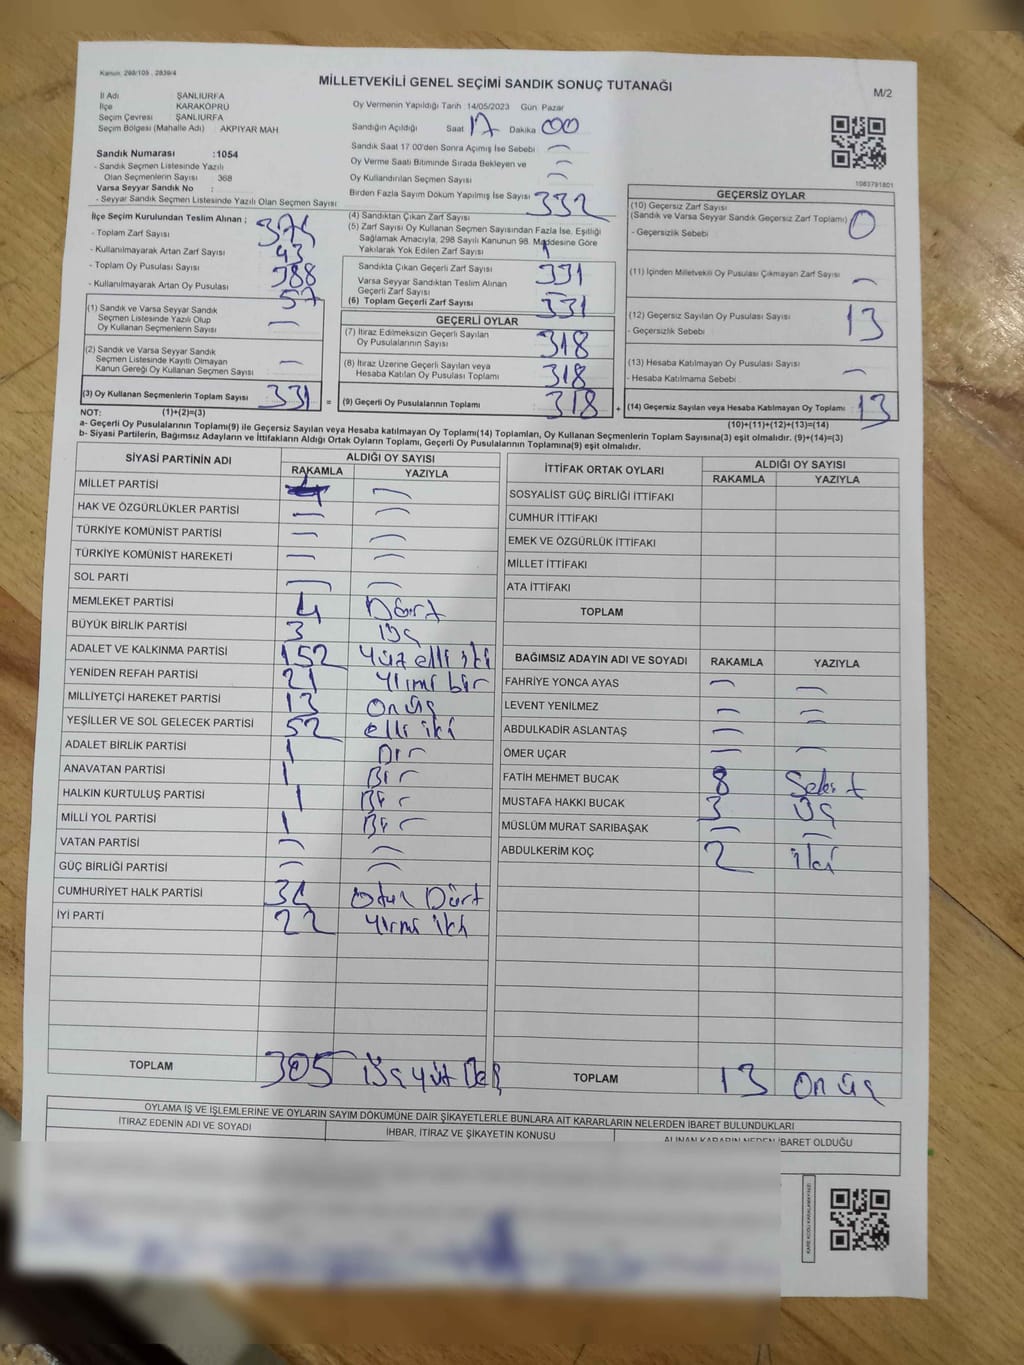 Kanun: 298/105 , 2839/4
MİLLETVEKİLİ GENEL SEÇİMİ SANDIK SONUÇ TUTANAĞI
M/2
İl Adı : ŞANLIURFA
İlçe : KARAKÖPRÜ
Seçim Çevresi : ŞANLIURFA
Seçim Bölgesi (Mahalle Adı) : AKPIYAR MAH
Sandık Numarası :1054
- Sandık Seçmen Listesinde Yazılı
Olan Seçmenlerin Sayısı : 368
Varsa Seyyar Sandık No :
- Seyyar Sandık Seçmen Listesinde Yazılı Olan Seçmen Sayısı :
Oy Vermenin Yapıldığı Tarih :14/05/2023 Gün: Pazar
Sandığın Açıldığı Saat 17 Dakika 00
Sandık Saat 17:00'den Sonra Açmış İse Sebebi —
Oy Verme Saati Bitiminde Sırada Bekleyen ve
Oy Kullandırılan Seçmen Sayısı —
Birden Fazla Sayım Döküm Yapılmış İse Sayısı
332
1083791801
İlçe Seçim Kurulundan Teslim Alınan ;
- Toplam Zarf Sayısı
- Kullanılmayarak Artan Zarf Sayısı : 43
- Toplam Oy Pusulası Sayısı : 388
- Kullanılmayarak Artan Oy Pusulası : 57
(1) Sandık ve Varsa Seyyar Sandık
Seçmen Listesinde Yazılı Olup
Oy Kullanan Seçmenlerin Sayısı : —
(2) Sandık ve Varsa Seyyar Sandık
Seçmen Listesinde Kayıtlı Olmayan
Kanun Gereği Oy Kullanan Seçmen Sayısı : —
(3) Oy Kullanan Seçmenlerin Toplam Sayısı : 331
(4) Sandıktan Çıkan Zarf Sayısı
(5) Zarf Sayısı Oy Kullanan Seçmen Sayısından Fazla İse, Eşitliği
Sağlamak Amacıyla, 298 Sayılı Kanunun 98. Maddesine Göre
Yakılarak Yok Edilen Zarf Sayısı : 1
Sandıkta Çıkan Geçerli Zarf Sayısı : 331
Varsa Seyyar Sandıktan Teslim Alınan
Geçerli Zarf Sayısı
(6) Toplam Geçerli Zarf Sayısı : 331
GEÇERLİ OYLAR
(7) İtiraz Edilmeksizin Geçerli Sayılan
Oy Pusulalarının Sayısı : 318
(8) İtiraz Üzerine Geçerli Sayılan veya
Hesaba Katılan Oy Pusulası Toplamı : 318
= (9) Geçerli Oy Pusulalarının Toplamı : 318
GEÇERSİZ OYLAR
(10) Geçersiz Zarf Sayısı
(Sandık ve Varsa Seyyar Sandık Geçersiz Zarf Toplamı) : 0
- Geçersizlik Sebebi :
(11) İçinden Milletvekili Oy Pusulası Çıkmayan Zarf Sayısı : —
(12) Geçersiz Sayılan Oy Pusulası Sayısı : 13
- Geçersizlik Sebebi :
(13) Hesaba Katılmayan Oy Pusulası Sayısı : —
- Hesaba Katılmama Sebebi :
+ (14) Geçersiz Sayılan veya Hesaba Katılmayan Oy Toplamı : 13
NOT: (1)+(2)=(3)
(10)+(11)+(12)+(13)=(14)
a- Geçerli Oy Pusulalarının Toplamı(9) ile Geçersiz Sayılan veya Hesaba katılmayan Oy Toplamı(14) Toplamları, Oy Kullanan Seçmenlerin Toplam Sayısına(3) eşit olmalıdır. (9)+(14)=(3)
b- Siyasi Partilerin, Bağımsız Adayların ve İttifakların Aldığı Ortak Oyların Toplamı, Geçerli Oy Pusulalarının Toplamına(9) eşit olmalıdır.
SİYASİ PARTİNİN ADI ALDIĞI OY SAYISI
RAKAMLA YAZIYLA
MİLLET PARTİSİ —
HAK VE ÖZGÜRLÜKLER PARTİSİ — —
TÜRKİYE KOMÜNİST PARTİSİ — —
TÜRKİYE KOMÜNİST HAREKETİ — —
SOL PARTİ — —
MEMLEKET PARTİSİ 4 Dört
BÜYÜK BİRLİK PARTİSİ 3 Üç
ADALET VE KALKINMA PARTİSİ 152 Yüz elli iki
YENİDEN REFAH PARTİSİ 21 Yirmi bir
MİLLİYETÇİ HAREKET PARTİSİ 13 On üç
YEŞİLLER VE SOL GELECEK PARTİSİ 52 elli iki
ADALET BİRLİK PARTİSİ 1 Bir
ANAVATAN PARTİSİ 1 Bir
HALKIN KURTULUŞ PARTİSİ 1 Bir
MİLLİ YOL PARTİSİ 1 Bir
VATAN PARTİSİ — —
GÜÇ BİRLİĞİ PARTİSİ — —
CUMHURİYET HALK PARTİSİ 34 Otuz Dört
İYİ PARTİ 22 Yirmi iki
TOPLAM 305 Üç yüz Beş
İTTİFAK ORTAK OYLARI ALDIĞI OY SAYISI
RAKAMLA YAZIYLA
SOSYALİST GÜÇ BİRLİĞİ İTTİFAKI
CUMHUR İTTİFAKI
EMEK VE ÖZGÜRLÜK İTTİFAKI
MİLLET İTTİFAKI
ATA İTTİFAKI
TOPLAM
BAĞIMSIZ ADAYIN ADI VE SOYADI RAKAMLA YAZIYLA
FAHRİYE YONCA AYAS — —
LEVENT YENİLMEZ — —
ABDULKADİR ASLANTAŞ — —
ÖMER UÇAR — —
FATİH MEHMET BUCAK 8 Sekiz
MUSTAFA HAKKI BUCAK 3 Üç
MÜSLÜM MURAT SARIBAŞAK — —
ABDULKERİM KOÇ 2 iki
TOPLAM 13 On üç
OYLAMA İŞ VE İŞLEMLERİNE VE OYLARIN SAYIM DÖKÜMÜNE DAİR ŞİKAYETLERLE BUNLARA AİT KARARLARIN NELERDEN İBARET BULUNDUKLARI
İTİRAZ EDENİN ADI VE SOYADI İHBAR, İTİRAZ VE ŞİKAYETİN KONUSU ALINAN KARARIN NEDEN İBARET OLDUĞU